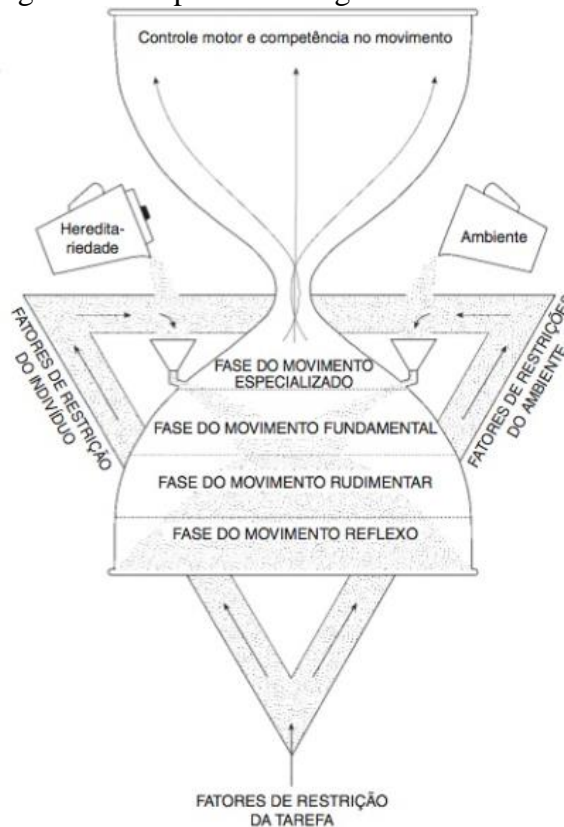 Controle motor e competência no movimento
Heredita-
riedade
Ambiente
FATORES DE RESTRIÇÃO
DO INDIVÍDUO
FATORES DE RESTRIÇÕES
DO AMBIENTE
FASE DO MOVIMENTO
ESPECIALIZADO
FASE DO MOVIMENTO FUNDAMENTAL
FASE DO MOVIMENTO RUDIMENTAR
FASE DO MOVIMENTO REFLEXO
FATORES DE RESTRIÇÃO
DA TAREFA